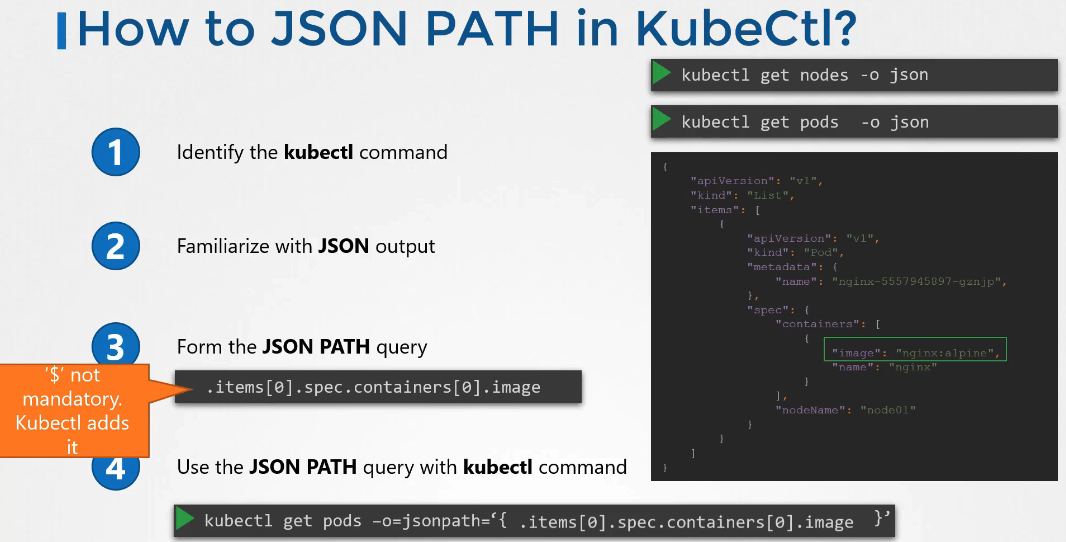 How to JSON PATH in KubeCtl?
kubectl get nodes -o json
kubectl get pods  -o json
1
Identify the kubectl command
2
Familiarize with JSON output
3
Form the JSON PATH query
'$' not
mandatory.
Kubectl adds
it
.items[0].spec.containers[0].image
4
Use the JSON PATH query with kubectl command
kubectl get pods –o=jsonpath=‘{ .items[0].spec.containers[0].image }’
{
"apiVersion": "v1",
"kind": "List",
"items": [
{
"apiVersion": "v1",
"kind": "Pod",
"metadata": {
"name": "nginx-5557945897-gznjp",
},
"spec": {
"containers": [
{
"image": "nginx:alpine",
"name": "nginx"
}
],
"nodeName": "node01"
}
}
]
}